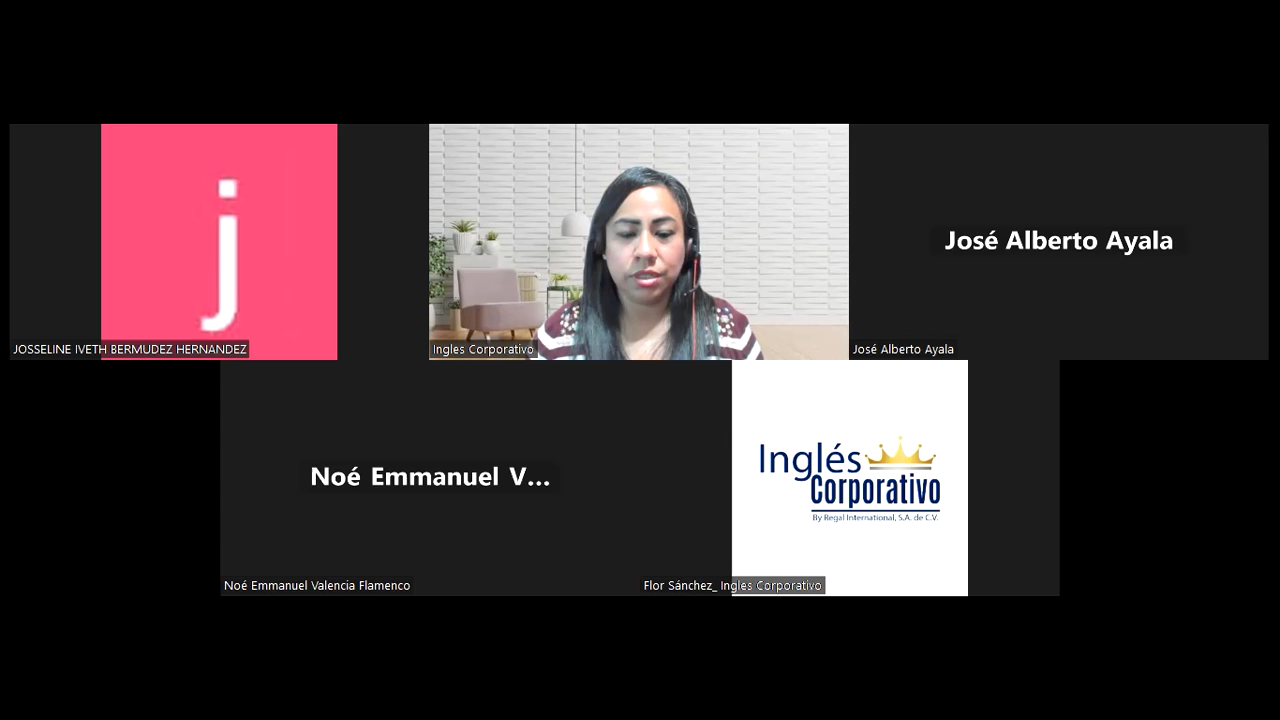 j
JOSSELINE IVETH BERMUDEZ HERNANDEZ
Ingles Corporativo
José Alberto Ayala
José Alberto Ayala
Noé Emmanuel V...
Noé Emmanuel Valencia Flamenco
Inglés
Corporativo
By Regal International, S.A. de C.V.
Flor Sánchez_ Ingles Corporativo